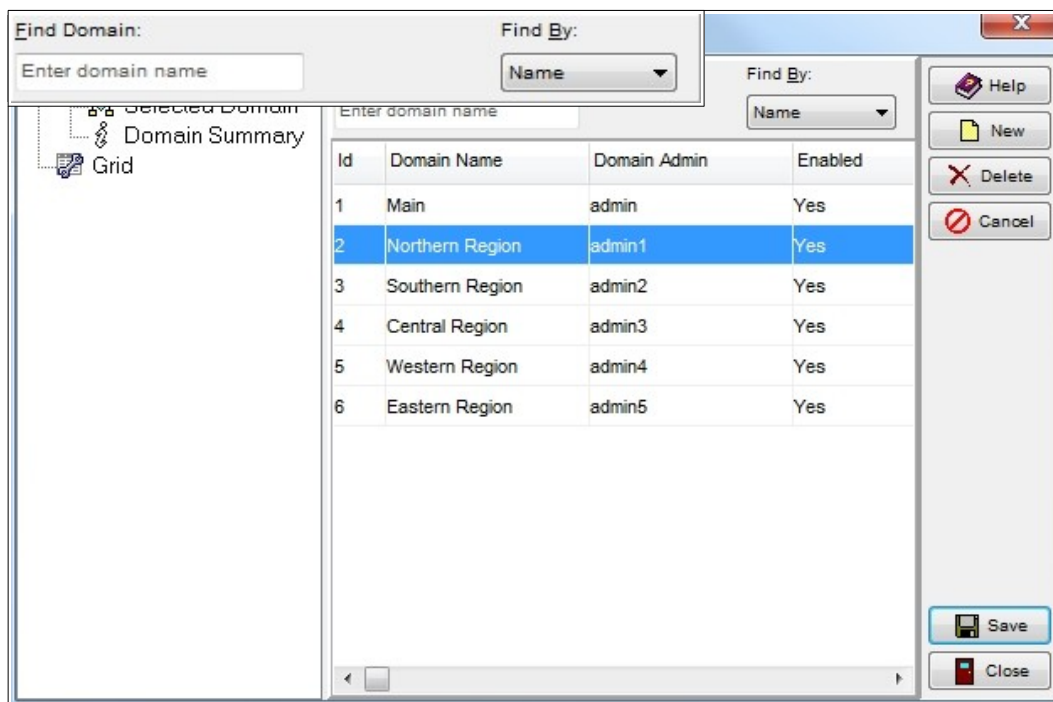 Find Domain:
Find By:
Enter domain name
Name
Selected Domain
Domain Summary
Grid
Enter domain name
Find By:
Name
Id Domain Name Domain Admin Enabled
1 Main admin Yes
2 Northern Region admin1 Yes
3 Southern Region admin2 Yes
4 Central Region admin3 Yes
5 Western Region admin4 Yes
6 Eastern Region admin5 Yes
Help
New
Delete
Cancel
Save
Close